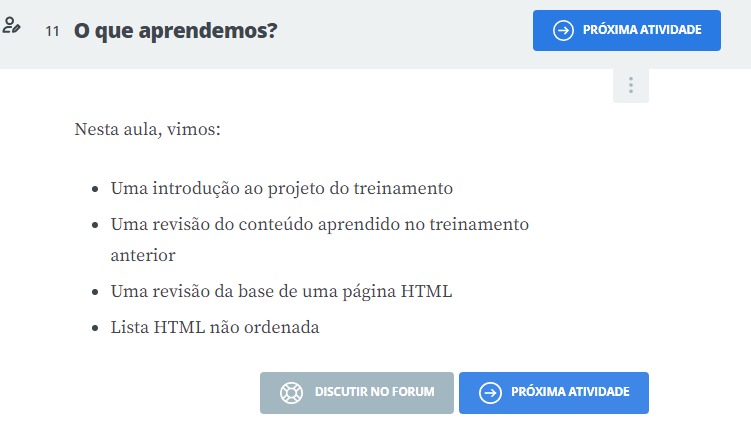 11 O que aprendemos?
PRÓXIMA ATIVIDADE
Nesta aula, vimos:
• Uma introdução ao projeto do treinamento
• Uma revisão do conteúdo aprendido no treinamento
anterior
• Uma revisão da base de uma página HTML
• Lista HTML não ordenada
DISCUTIR NO FORUM
PRÓXIMA ATIVIDADE